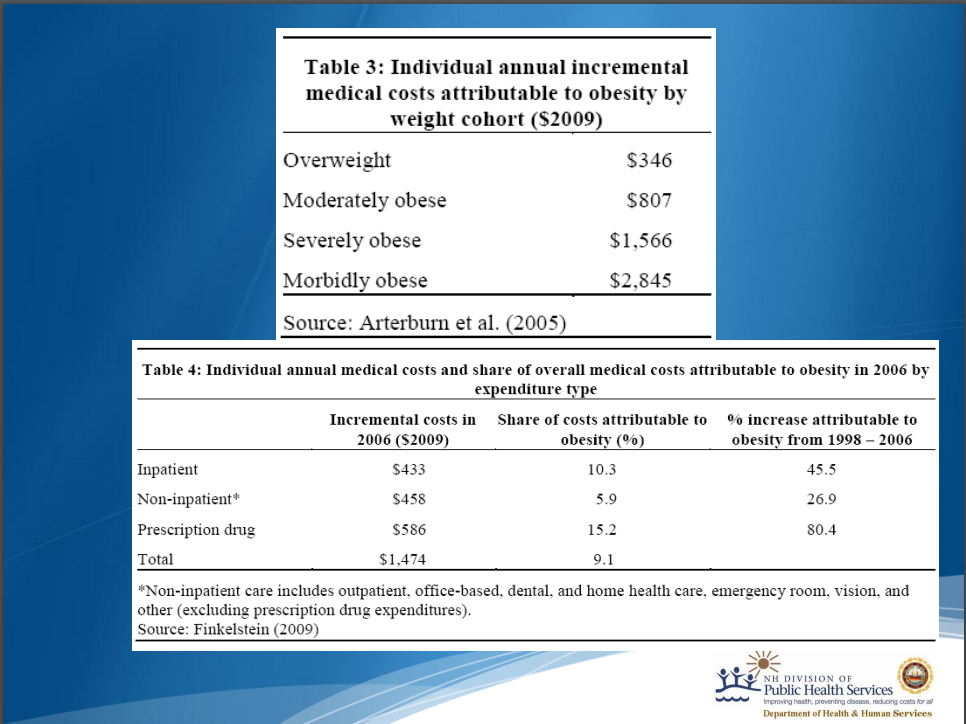 Table 3: Individual annual incremental
medical costs attributable to obesity by
weight cohort ($2009)
Overweight $346
Moderately obese $807
Severely obese $1,566
Morbidly obese $2,845
Source: Arterburn et al. (2005)
Table 4: Individual annual medical costs and share of overall medical costs attributable to obesity in 2006 by
expenditure type
Incremental costs in Share of costs attributable to % increase attributable to
2006 ($2009) obesity (%) obesity from 1998 – 2006
Inpatient $433 10.3 45.5
Non-inpatient* $458 5.9 26.9
Prescription drug $586 15.2 80.4
Total $1,474 9.1
*Non-inpatient care includes outpatient, office-based, dental, and home health care, emergency room, vision, and
other (excluding prescription drug expenditures).
Source: Finkelstein (2009)
NH DIVISION OF
Public Health Services
Improving health, preventing disease, reducing costs for all
Department of Health & Human Services